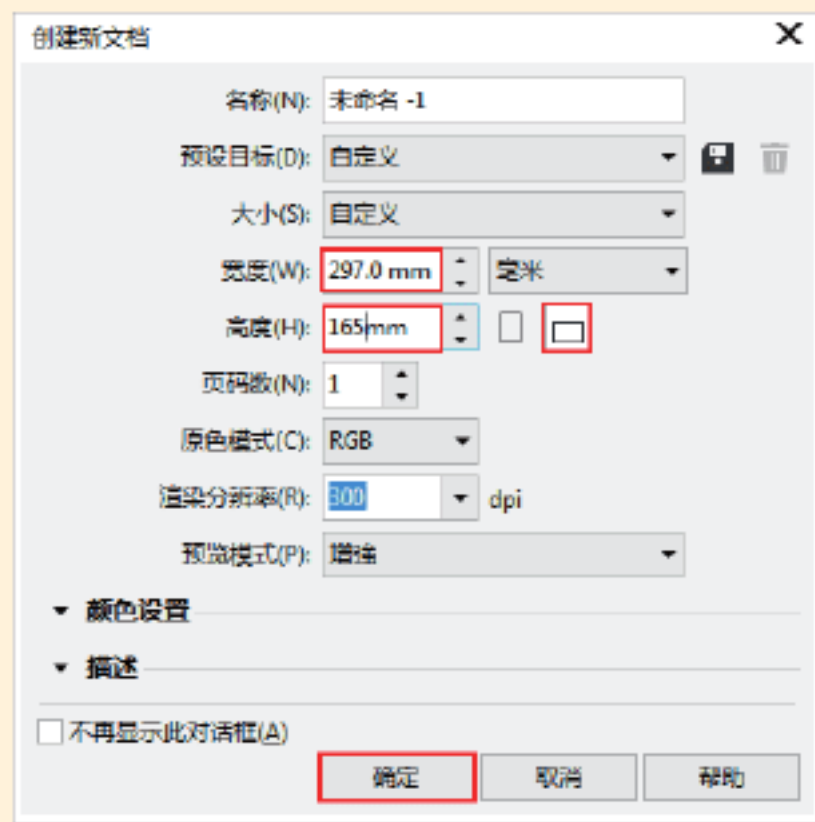 创建新文档
名称(N): 未命名 -1
预设目标(D): 自定义
大小(S): 自定义
宽度(W): 297.0 mm 毫米
高度(H): 165mm
页码数(N): 1
原色模式(C): RGB
渲染分辨率(R): 300 dpi
预览模式(P): 增强
颜色设置
描述
不再显示此对话框(A)
确定 取消 帮助